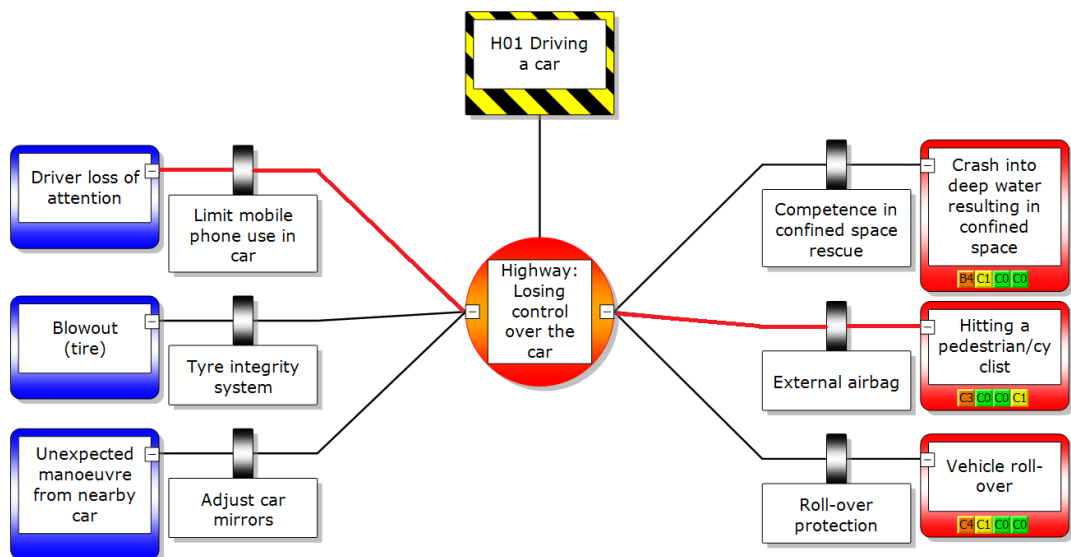 H01 Driving
a car
Driver loss of
attention
Limit mobile
phone use in
car
Blowout
(tire)
Tyre integrity
system
Unexpected
manoeuvre
from nearby
car
Adjust car
mirrors
Highway:
Losing
control
over the
car
Competence in
confined space
rescue
Crash into
deep water
resulting in
confined
space
B4 C1 C0 C0
External airbag
Hitting a
pedestrian/cy
clist
C3 C0 C0 C1
Roll-over
protection
Vehicle roll-
over
C4 C1 C0 C0